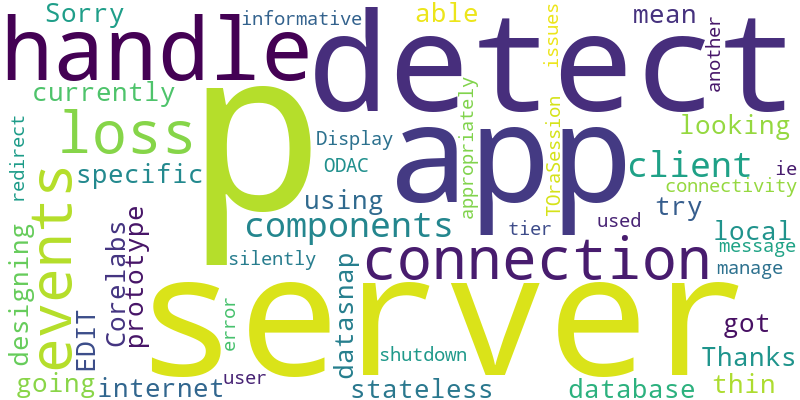 Sorry
informative
able
issues
mean
another
handle
detect
p
currently
loss
specific
redirect
Display
ODAC
appropriately
app
TOraSession
looking
client
ie
connectivity
events
using
components
silently
tier
used
try
local
message
manage
designing
EDIT
Corelabs
prototype
connection
server
error
datasnap
got
shutdown
Thanks
going
internet
user
stateless
database
thin